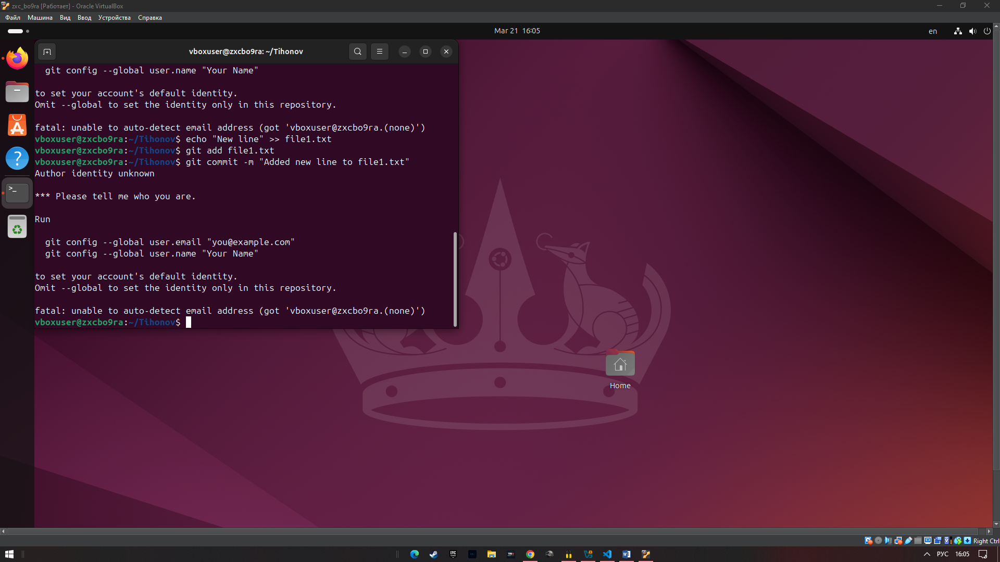 zxc_bo9ra [Работает] - Oracle VirtualBox
Файл Машина Вид Ввод Устройства Справка
Mar 21 16:05
en
vboxuser@zxcbo9ra: ~/Tihonov
git config --global user.name "Your Name"
to set your account's default identity.
Omit --global to set the identity only in this repository.
fatal: unable to auto-detect email address (got 'vboxuser@zxcbo9ra.(none)')
vboxuser@zxcbo9ra:~/Tihonov$ echo "New line" >> file1.txt
vboxuser@zxcbo9ra:~/Tihonov$ git add file1.txt
vboxuser@zxcbo9ra:~/Tihonov$ git commit -m "Added new line to file1.txt"
Author identity unknown
*** Please tell me who you are.
Run
git config --global user.email "you@example.com"
git config --global user.name "Your Name"
to set your account's default identity.
Omit --global to set the identity only in this repository.
fatal: unable to auto-detect email address (got 'vboxuser@zxcbo9ra.(none)')
vboxuser@zxcbo9ra:~/Tihonov$
Home
Right Ctrl
EPIC
РУС 16:05